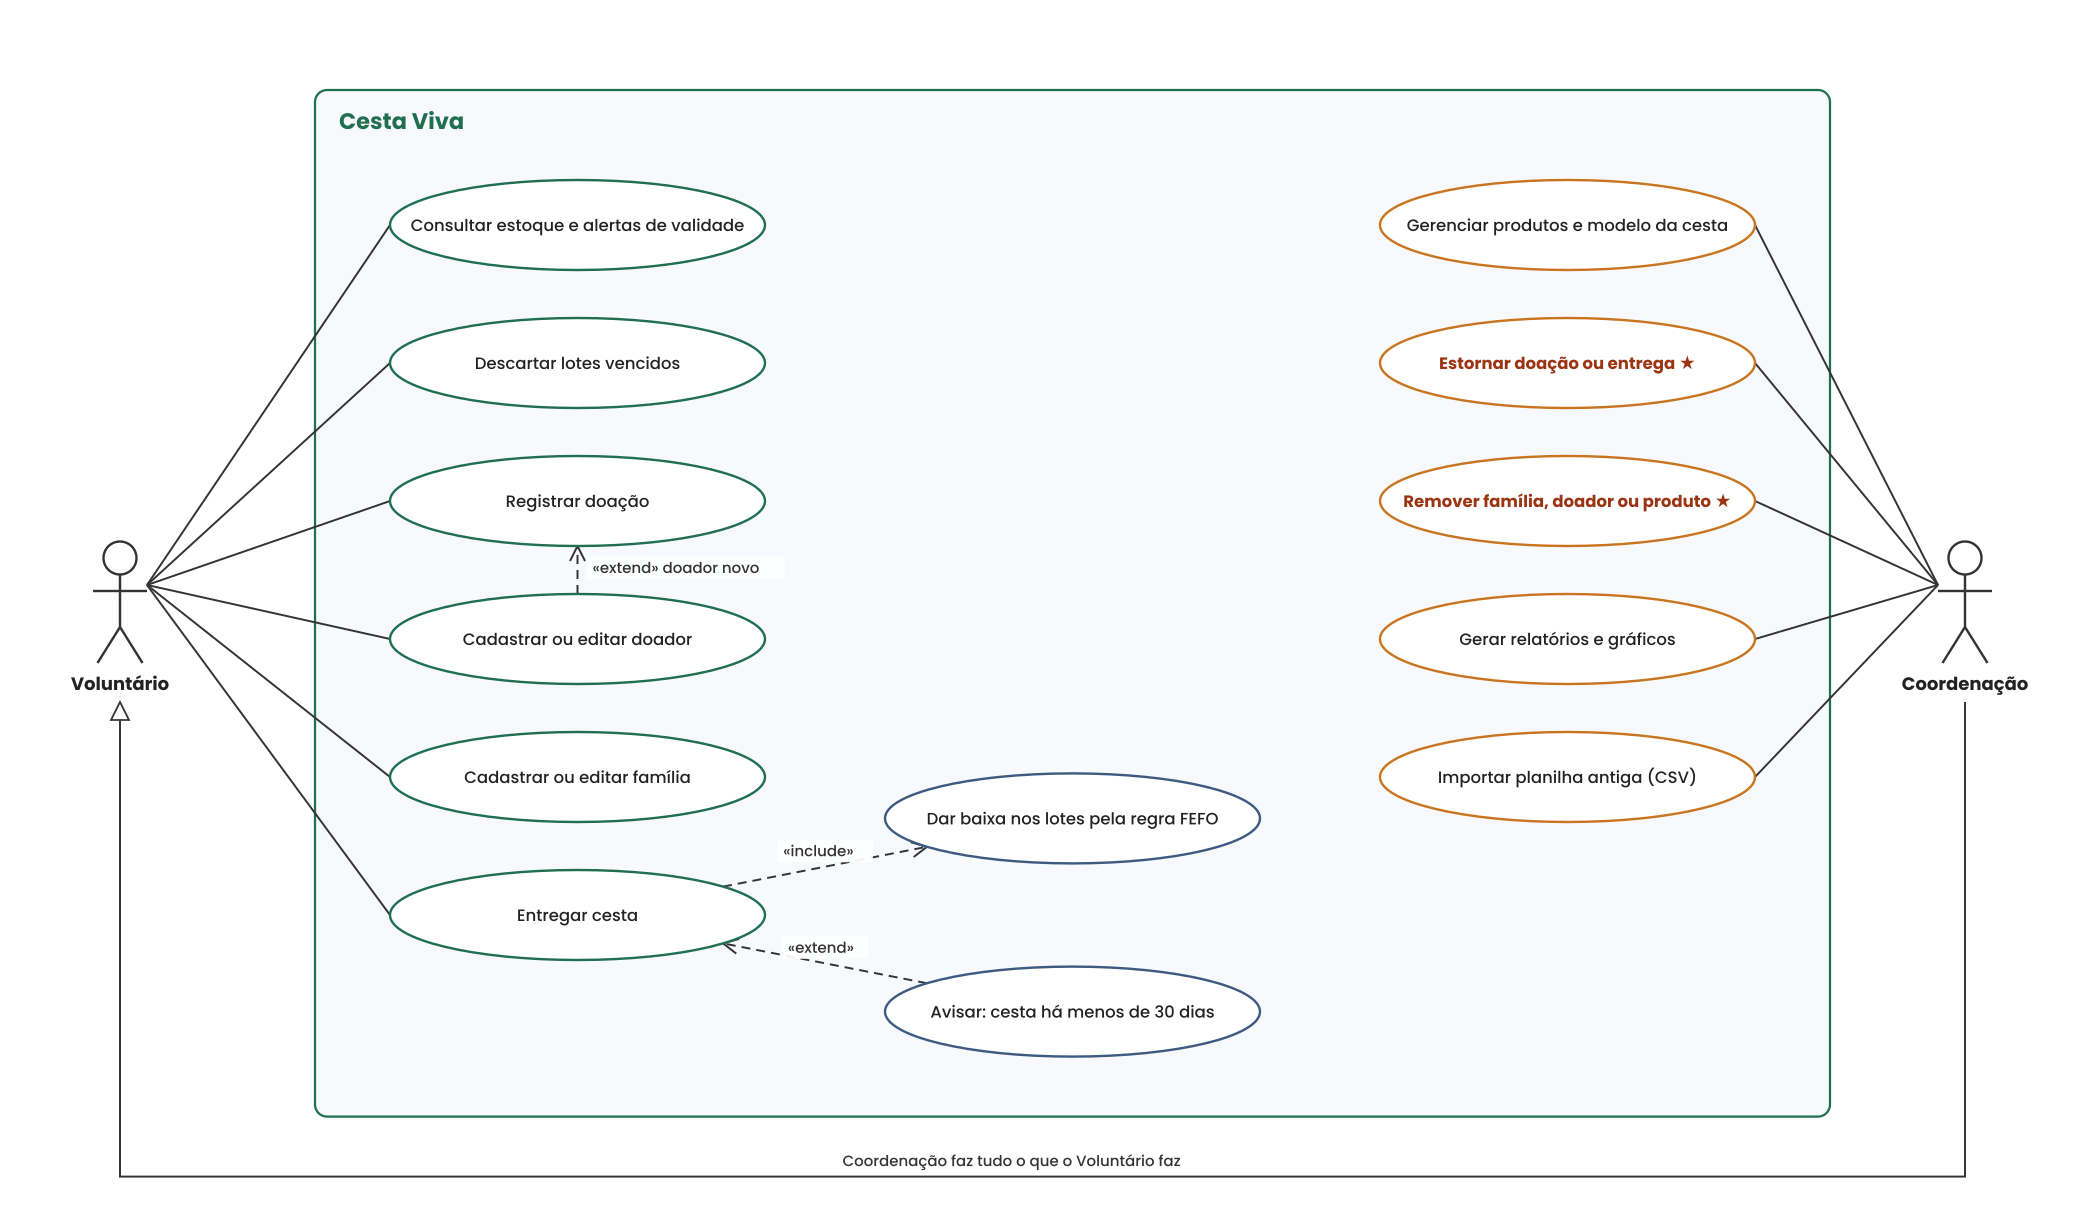 Cesta Viva
Consultar estoque e alertas de validade
Gerenciar produtos e modelo da cesta
Descartar lotes vencidos
Estornar doação ou entrega ★
Registrar doação
Remover família, doador ou produto ★
«extend» doador novo
Cadastrar ou editar doador
Gerar relatórios e gráficos
Voluntário
Coordenação
Cadastrar ou editar família
Importar planilha antiga (CSV)
Dar baixa nos lotes pela regra FEFO
«include»
Entregar cesta
«extend»
Avisar: cesta há menos de 30 dias
Coordenação faz tudo o que o Voluntário faz